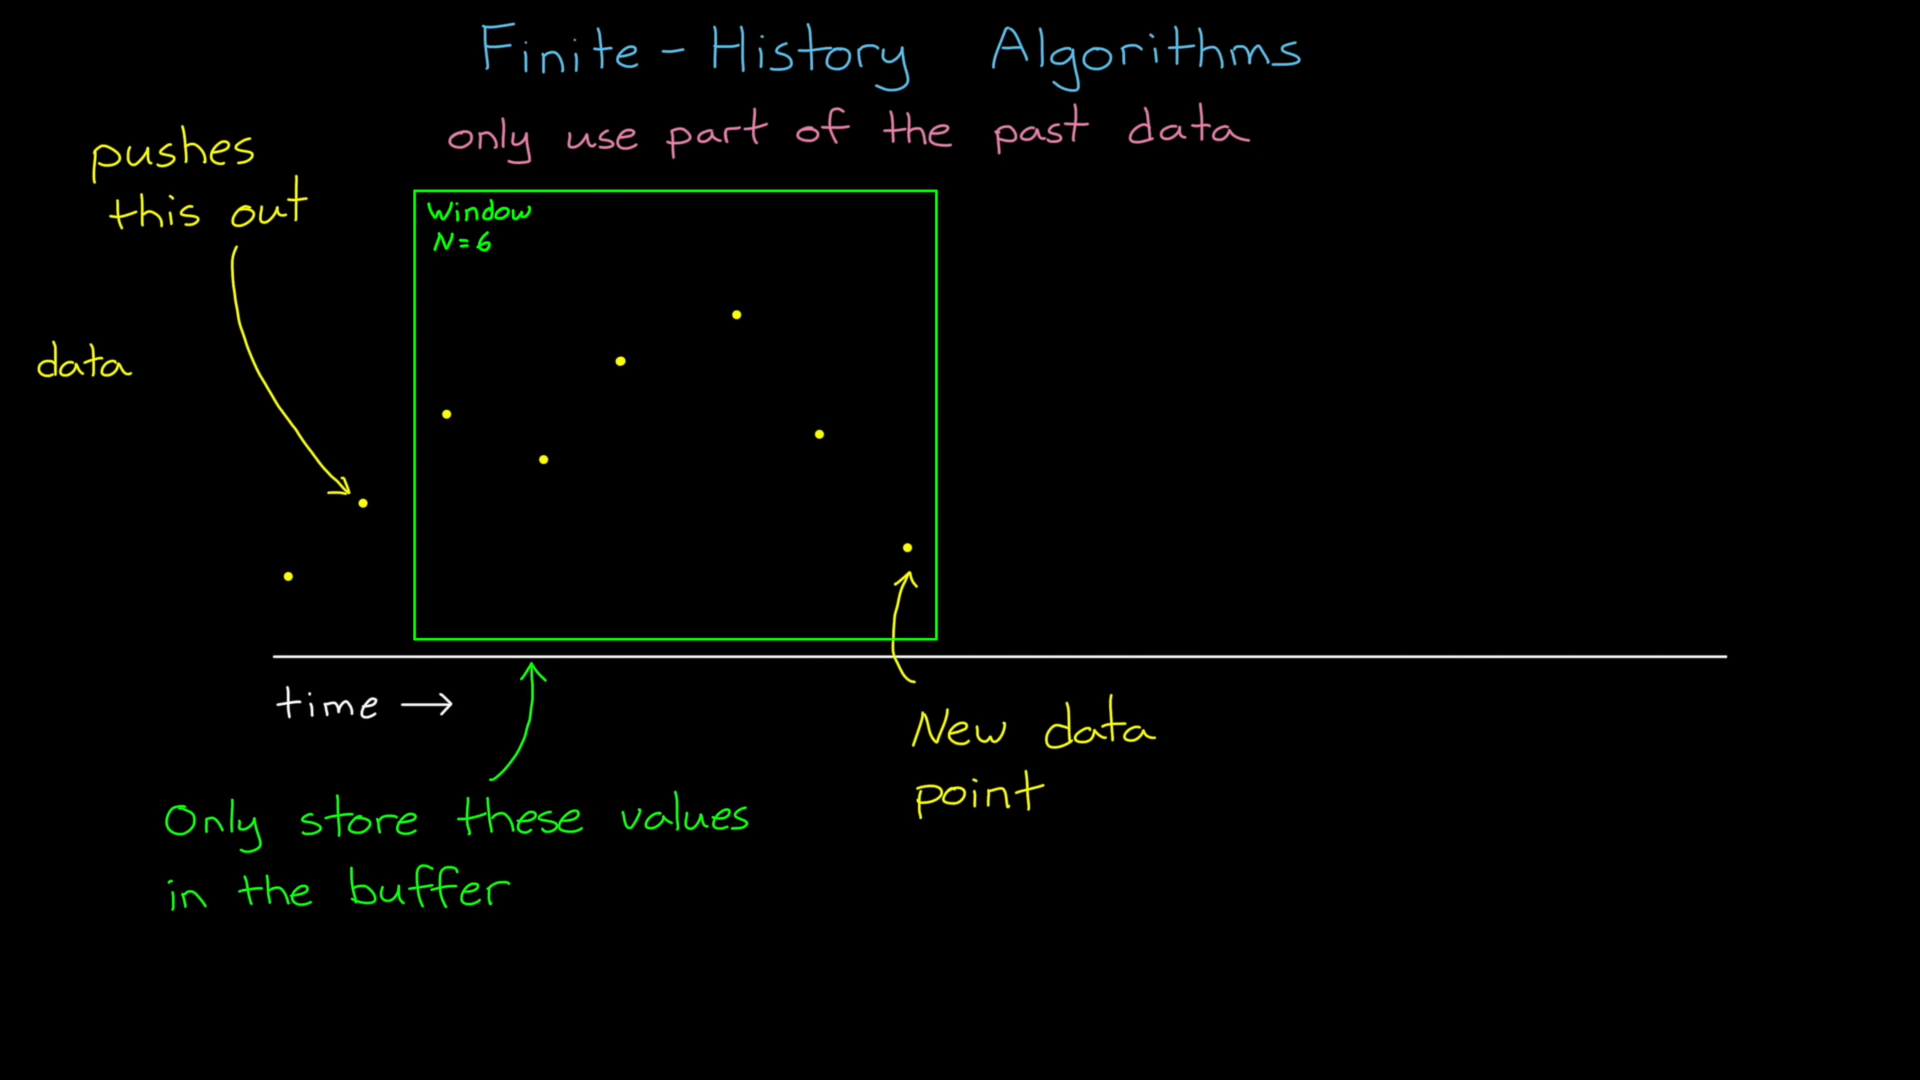 Finite-History Algorithms
only use part of the past data
pushes
this out
Window
N=6
data
time →
New data
point
Only store these values
in the buffer